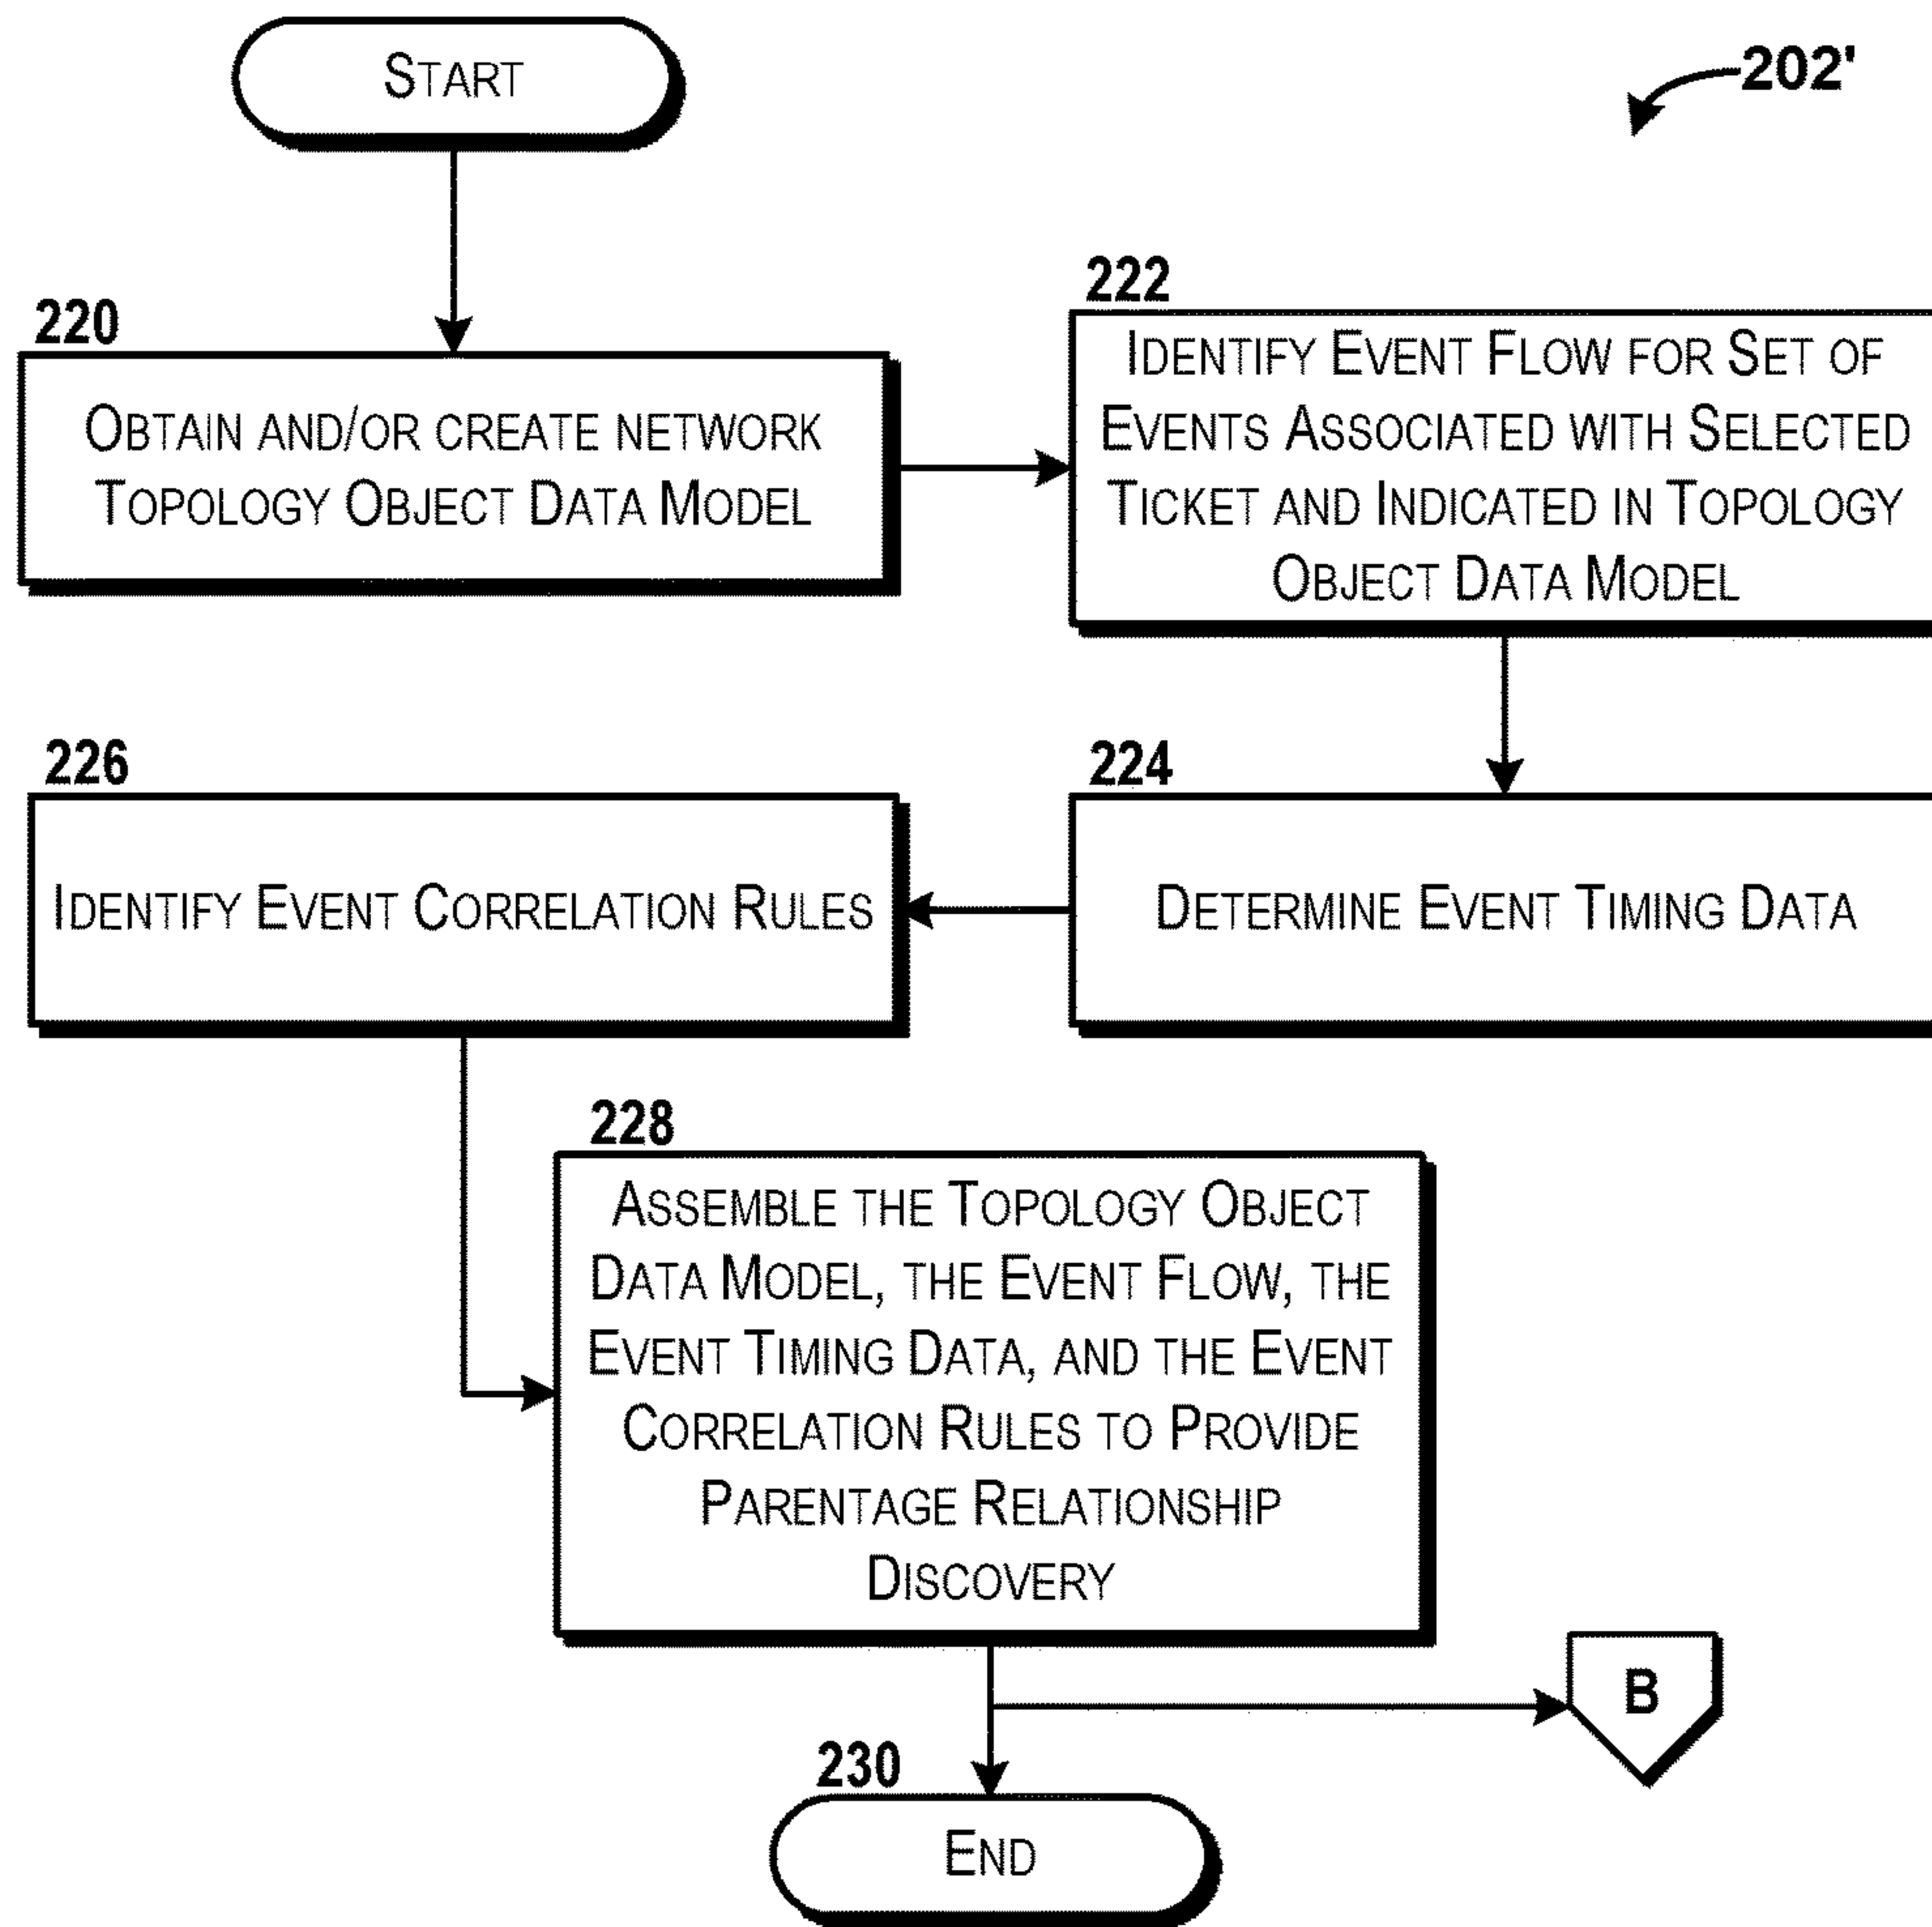 START
202'
220
OBTAIN AND/OR CREATE NETWORK
TOPOLOGY OBJECT DATA MODEL
222
IDENTIFY EVENT FLOW FOR SET OF
EVENTS ASSOCIATED WITH SELECTED
TICKET AND INDICATED IN TOPOLOGY
OBJECT DATA MODEL
224
DETERMINE EVENT TIMING DATA
226
IDENTIFY EVENT CORRELATION RULES
228
ASSEMBLE THE TOPOLOGY OBJECT
DATA MODEL, THE EVENT FLOW, THE
EVENT TIMING DATA, AND THE EVENT
CORRELATION RULES TO PROVIDE
PARENTAGE RELATIONSHIP
DISCOVERY
B
230
END